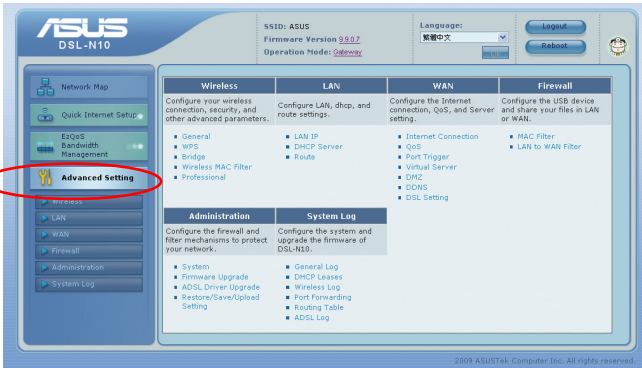 ASUS
DSL-N10
SSID: ASUS
Firmware Version 9.9.0.7
Operation Mode: Gateway
Language:
繁體中文
Logout
Reboot
Network Map
Quick Internet Setup
EzQoS
Bandwidth
Management
Advanced Setting
Wireless
LAN
WAN
Firewall
Administration
System Log
Wireless
Configure your wireless
connection, security, and
other advanced parameters.
General
WPS
Bridge
Wireless MAC Filter
Professional
LAN
Configure LAN, dhcp, and
route settings.
LAN IP
DHCP Server
Route
WAN
Configure the Internet
connection, QoS, and Server
setting.
Internet Connection
QoS
Port Trigger
Virtual Server
DMZ
DDNS
DSL Setting
Firewall
Configure the USB device
and share your files in LAN
or WAN.
MAC Filter
LAN to WAN Filter
Administration
Configure the firewall and
filter mechanisms to protect
your network.
System
Firmware Upgrade
ADSL Driver Upgrade
Restore/Save/Upload
Setting
System Log
Configure the system and
upgrade the firmware of
DSL-N10.
General Log
DHCP Leases
Wireless Log
Port Forwarding
Routing Table
ADSL Log
2009 ASUSTek Computer Inc. All rights reserved.